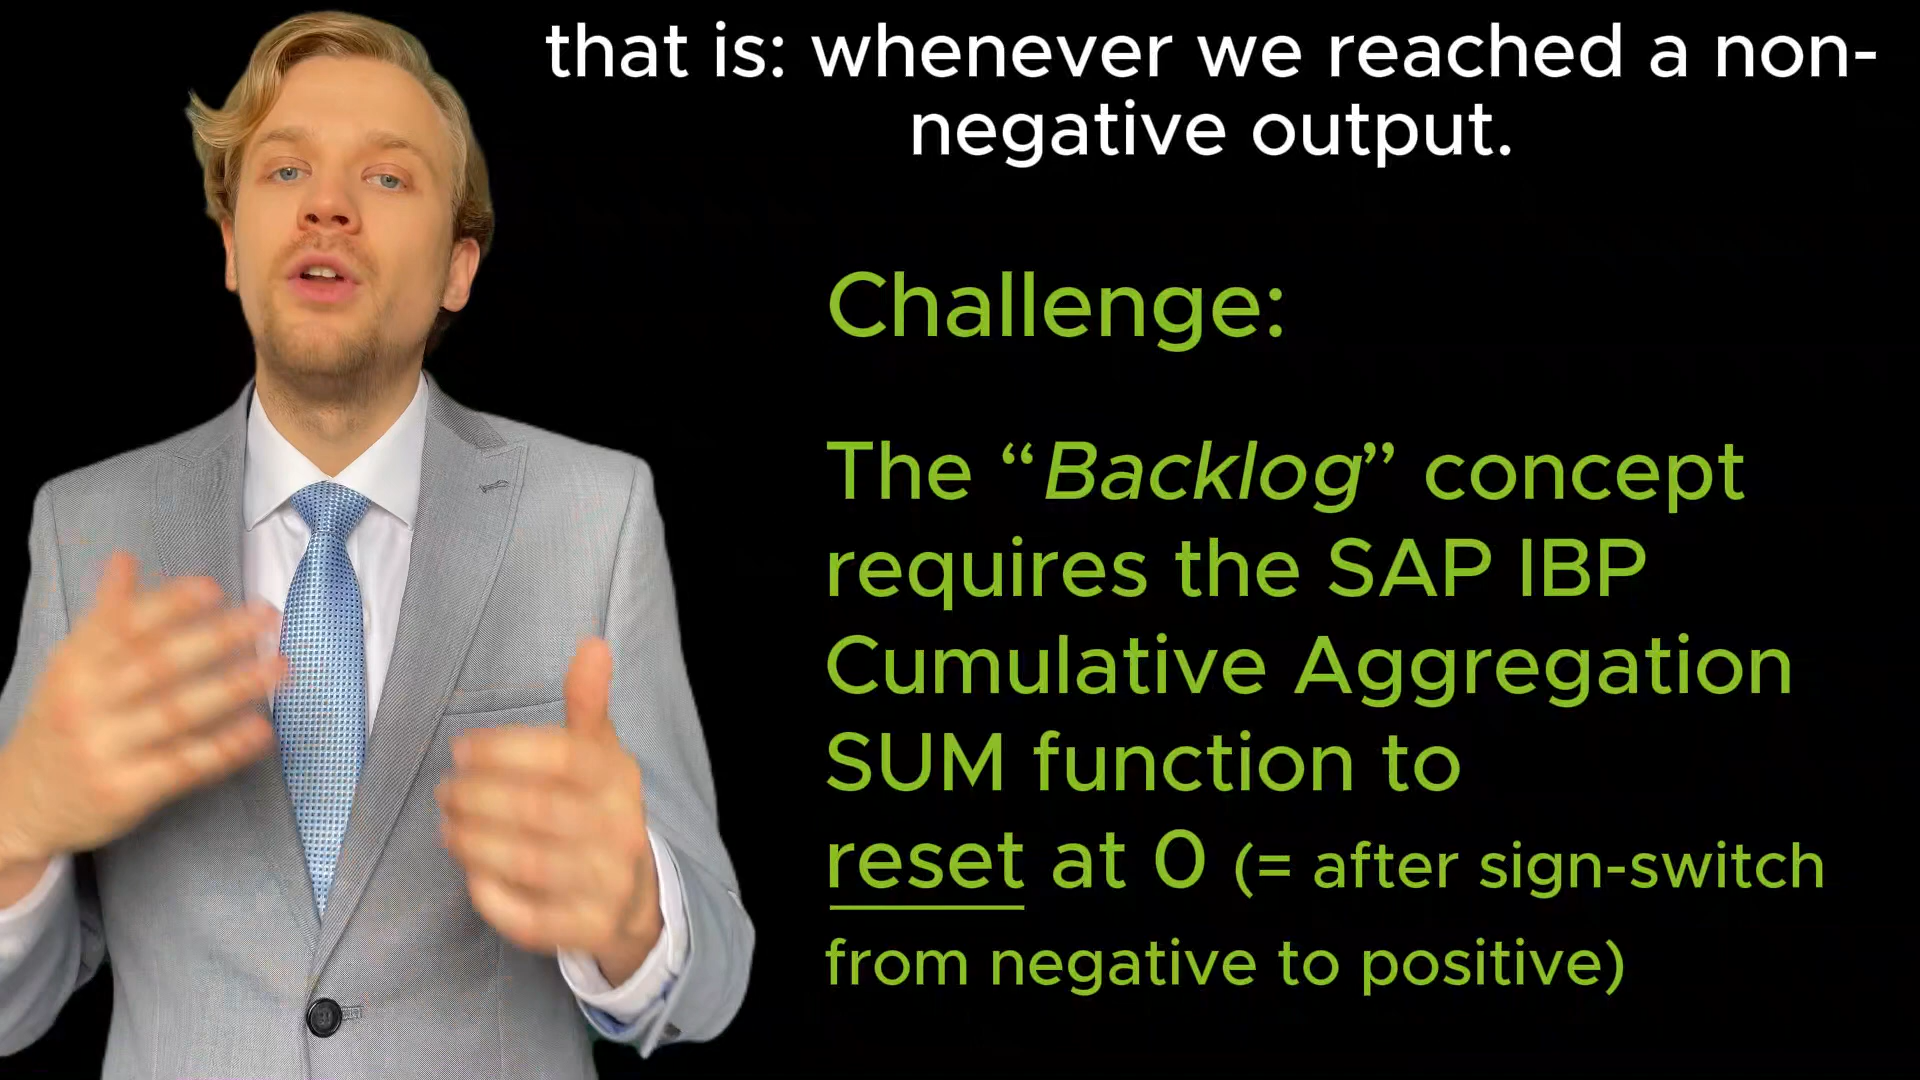 that is: whenever we reached a non-
negative output.
Challenge:
The “Backlog” concept
requires the SAP IBP
Cumulative Aggregation
SUM function to
reset at 0 (= after sign-switch
from negative to positive)